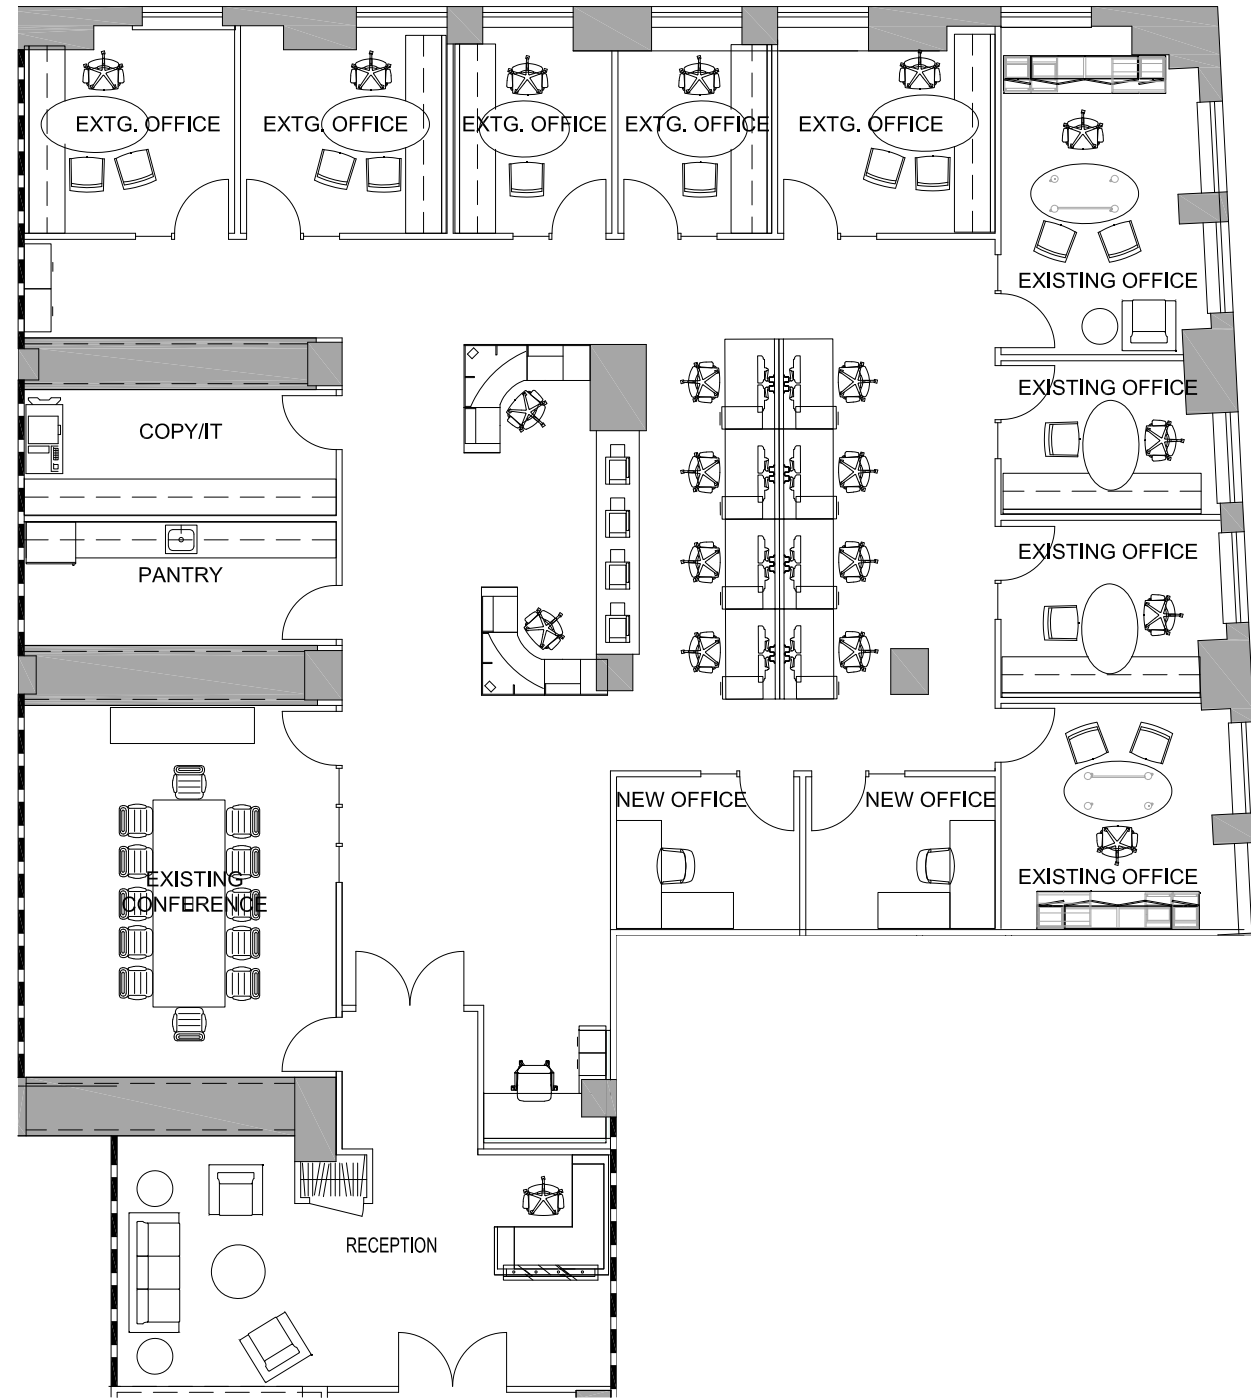 EXTG. OFFICE
EXTG. OFFICE
EXTG. OFFICE
EXTG. OFFICE
EXTG. OFFICE
EXISTING OFFICE
EXISTING OFFICE
COPY/IT
EXISTING OFFICE
PANTRY
NEW OFFICE
NEW OFFICE
EXISTING OFFICE
EXISTING
CONFERENCE
RECEPTION